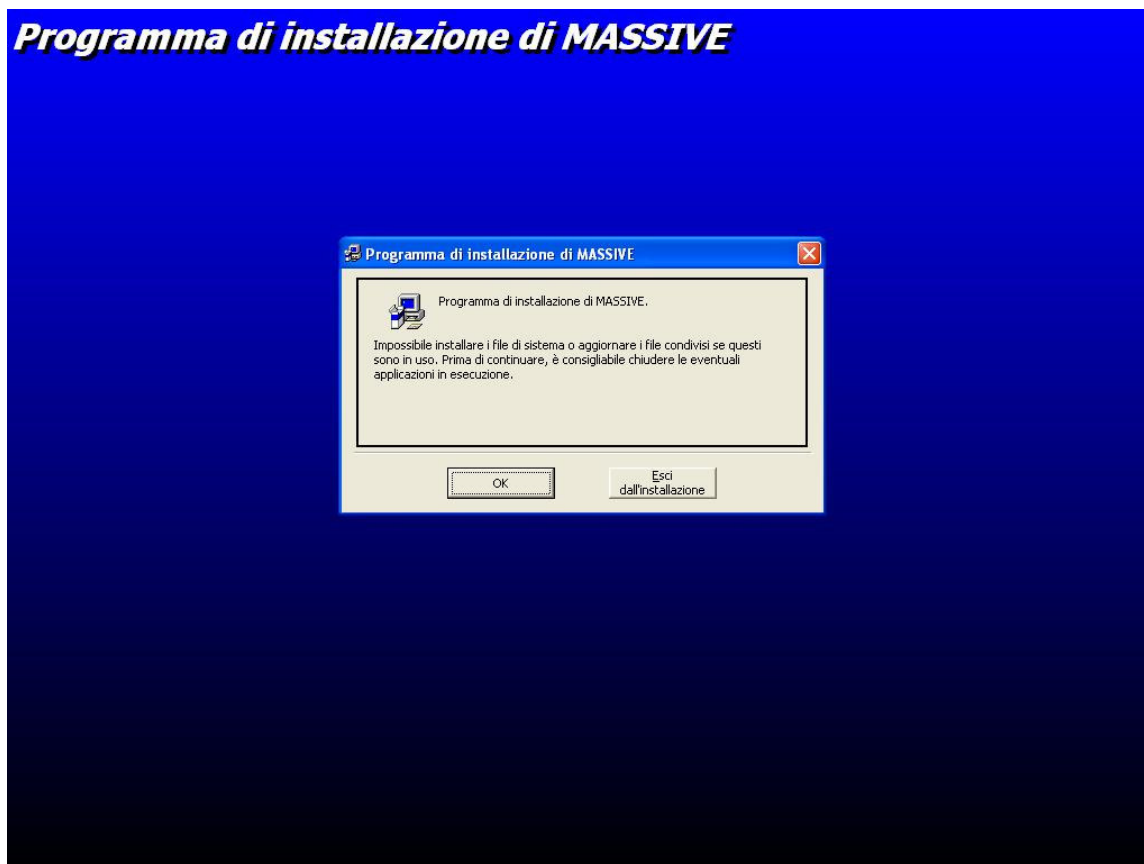 Programma di installazione di MASSIVE
Programma di installazione di MASSIVE
Programma di installazione di MASSIVE.
Impossibile installare i file di sistema o aggiornare i file condivisi se questi
sono in uso. Prima di continuare, è consigliabile chiudere le eventuali
applicazioni in esecuzione.
OK
Esci
dall'installazione